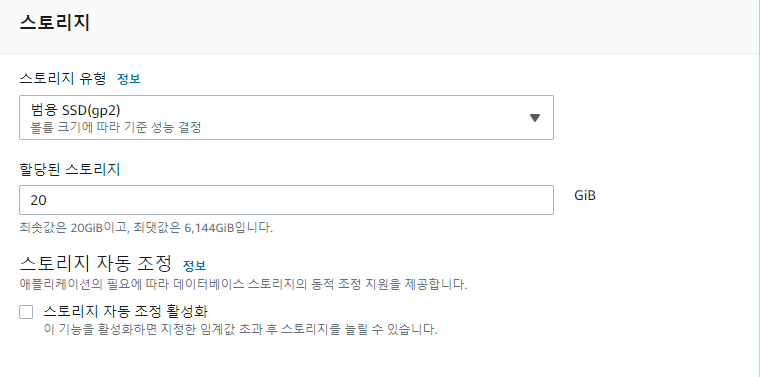 스토리지
스토리지 유형 정보
범용 SSD(gp2)
볼륨 크기에 따라 기준 성능 결정
할당된 스토리지
20 GiB
최솟값은 20GiB이고, 최댓값은 6,144GiB입니다.
스토리지 자동 조정 정보
애플리케이션의 필요에 따라 데이터베이스 스토리지의 동적 조정 지원을 제공합니다.
스토리지 자동 조정 활성화
이 기능을 활성화하면 지정한 임계값 초과 후 스토리지를 늘릴 수 있습니다.